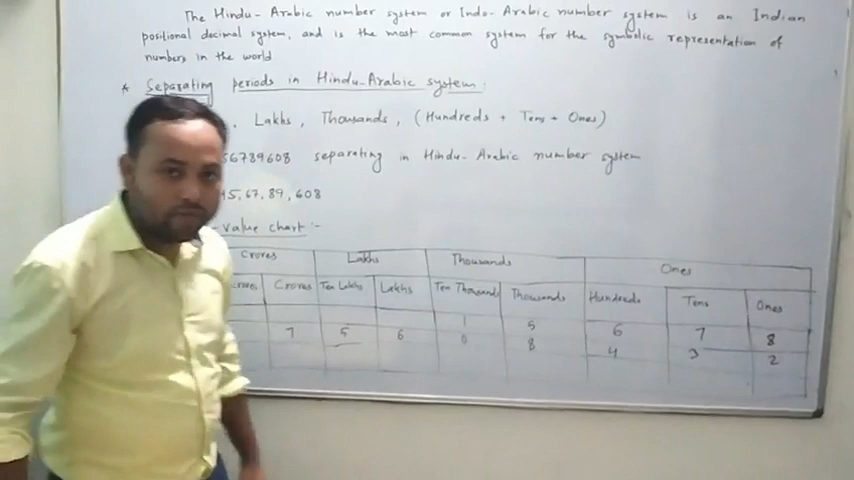 The Hindu-Arabic number system or Indo-Arabic number system is an Indian
positional decimal system, and is the most common system for the symbolic representation of
numbers in the world
* Separating periods in Hindu-Arabic system:
, Lakhs, Thousands, (Hundreds + Tens + Ones)
56789608 separating in Hindu-Arabic number system
45,67,89,608
-value chart:-
Crores Lakhs Thousands Ones
crores Crores Ten Lakhs Lakhs Ten Thousand Thousands Hundreds Tens Ones
1 5 6 7 8
7 5 6 0 8 4 3 2